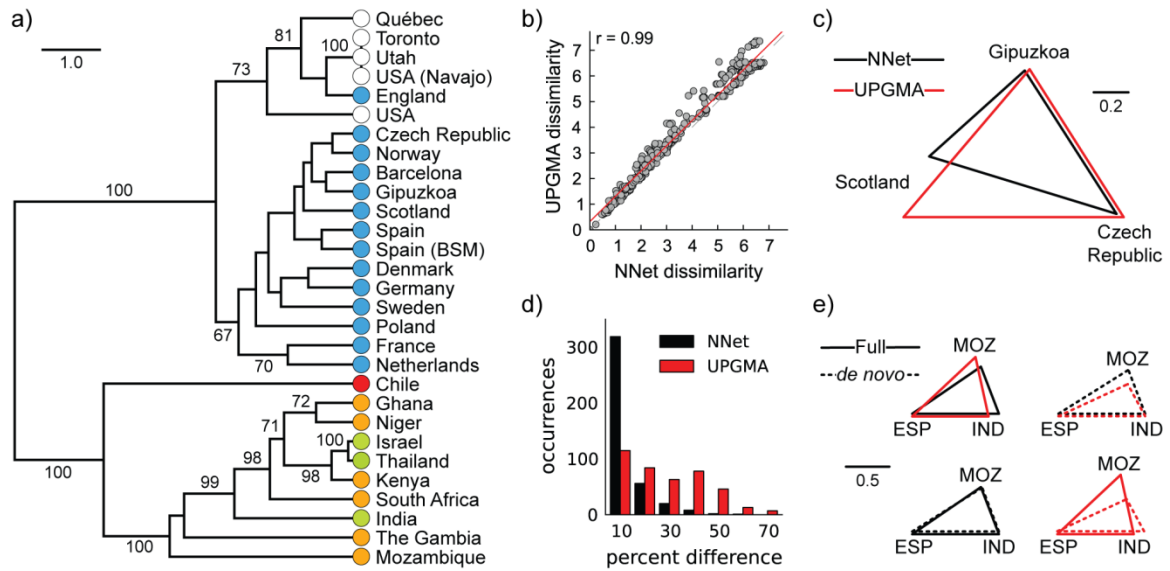 a)
1.0
100
73
81
100
67
70
100
100
99
98
71
72
100
98
Québec
Toronto
Utah
USA (Navajo)
England
USA
Czech Republic
Norway
Barcelona
Gipuzkoa
Scotland
Spain
Spain (BSM)
Denmark
Germany
Sweden
Poland
France
Netherlands
Chile
Ghana
Niger
Israel
Thailand
Kenya
South Africa
India
The Gambia
Mozambique
b)
r = 0.99
UPGMA dissimilarity
7
6
5
4
3
2
1
0
0 1 2 3 4 5 6 7
NNet dissimilarity
c)
NNet
UPGMA
0.2
Gipuzkoa
Scotland
Czech
Republic
d)
NNet
UPGMA
occurrences
300
200
100
0
10 30 50 70
percent difference
e)
Full
de novo
MOZ
ESP IND
MOZ
ESP IND
0.5
MOZ
ESP IND
MOZ
ESP IND